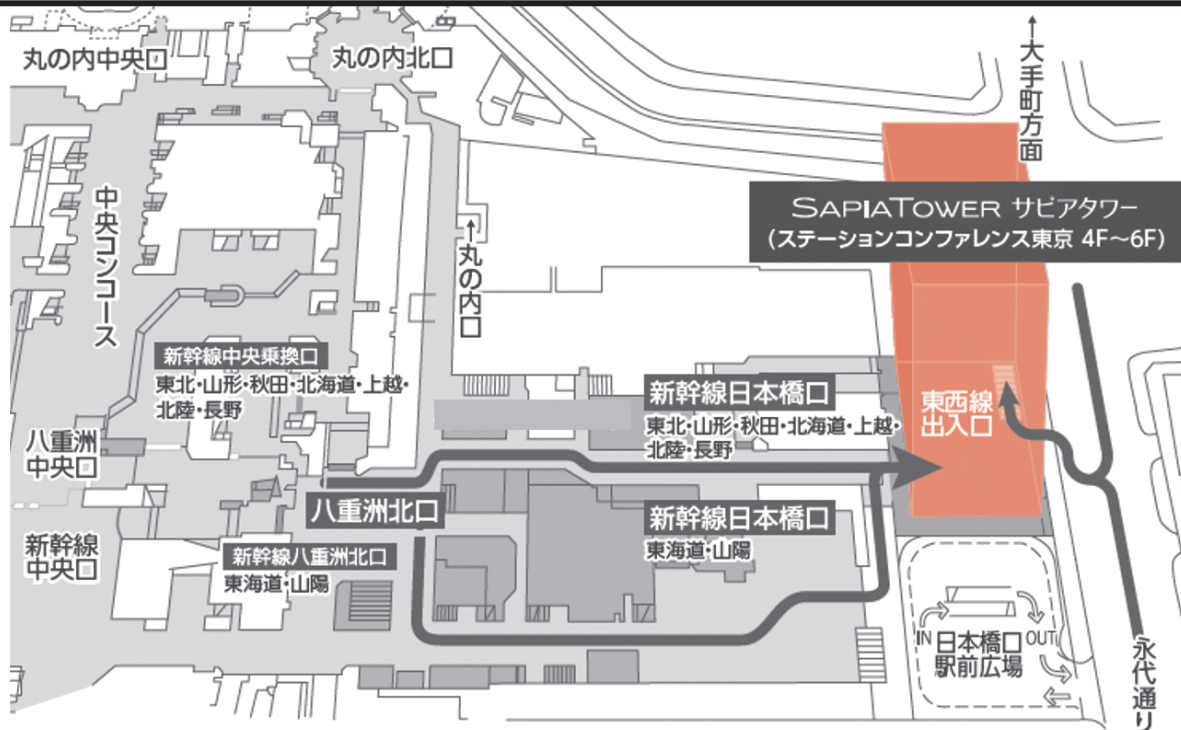 丸の内中央口
丸の内北口
↑大手町方面
SAPIATOWER サピアタワー
(ステーションコンファレンス東京 4F〜6F)
中央コンコース
↑丸の内口
新幹線中央乗換口
東北・山形・秋田・北海道・上越・
北陸・長野
新幹線日本橋口
東北・山形・秋田・北海道・上越・
北陸・長野
東西線
出入口
八重洲
中央口
八重洲北口
新幹線日本橋口
東海道・山陽
新幹線
中央口
新幹線八重洲北口
東海道・山陽
IN
日本橋口
駅前広場
OUT
永代通り